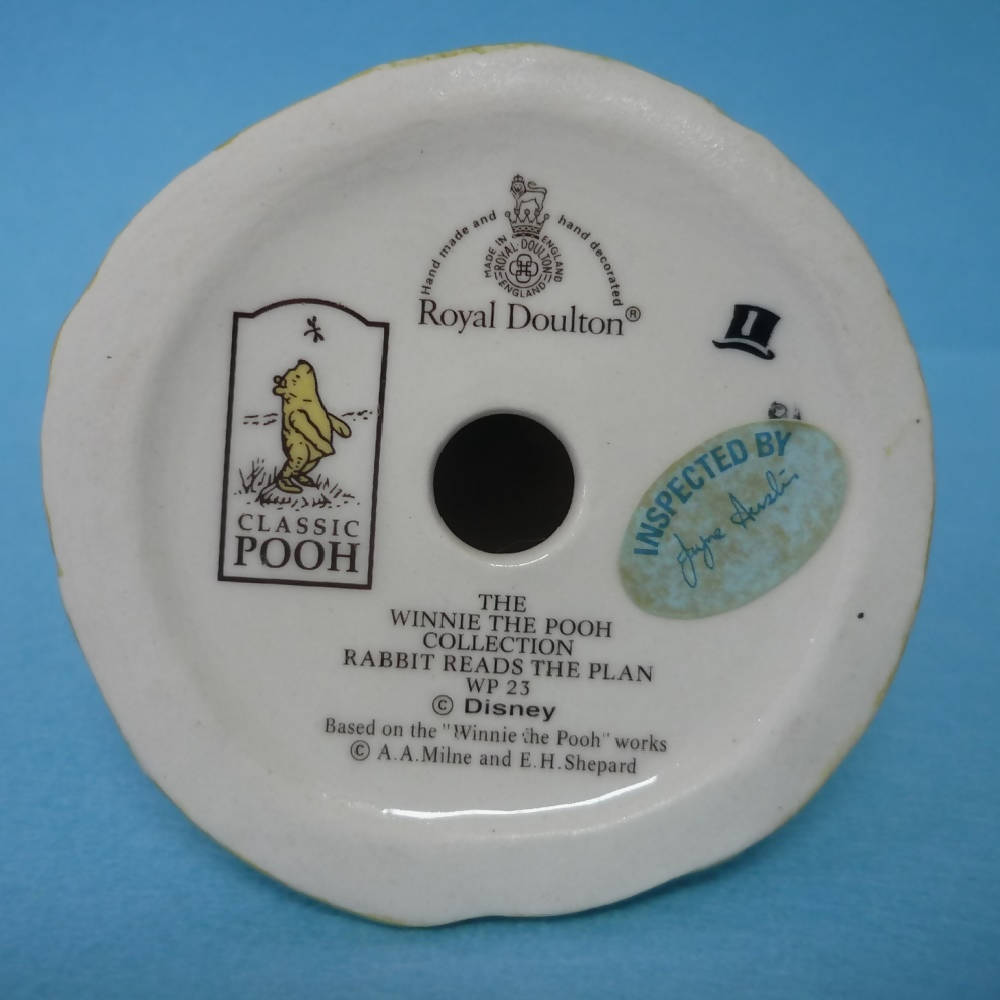 Hand made and hand decorated
MADE IN ENGLAND
ROYAL DOULTON
ENGLAND
Royal Doulton®
I
CLASSIC
POOH
©
INSPECTED BY
Jayne Austin
THE
WINNIE THE POOH
COLLECTION
RABBIT READS THE PLAN
WP 23
© Disney
Based on the "Winnie the Pooh" works
© A.A.Milne and E.H.Shepard